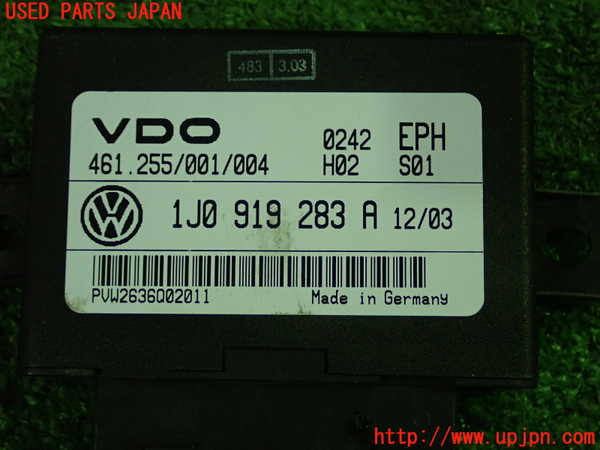 USED PARTS JAPAN
483 3.03
VDO 0242 EPH
461.255/001/004 H02 S01
1J0 919 283 A 12/03
PVW2636Q02011 Made in Germany
http://www.upjpn.com/